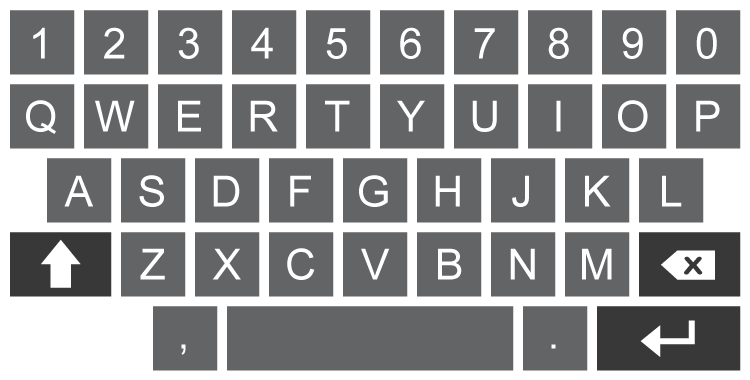 1 2 3 4 5 6 7 8 9 0
Q W E R T Y U I O P
A S D F G H J K L
Z X C V B N M
, .